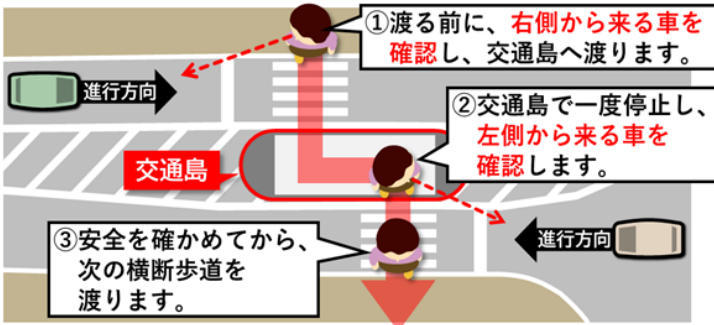 ①渡る前に、右側から来る車を
確認し、交通島へ渡ります。
進行方向
②交通島で一度停止し、
左側から来る車を
確認します。
交通島
進行方向
③安全を確かめてから、
次の横断歩道を
渡ります。